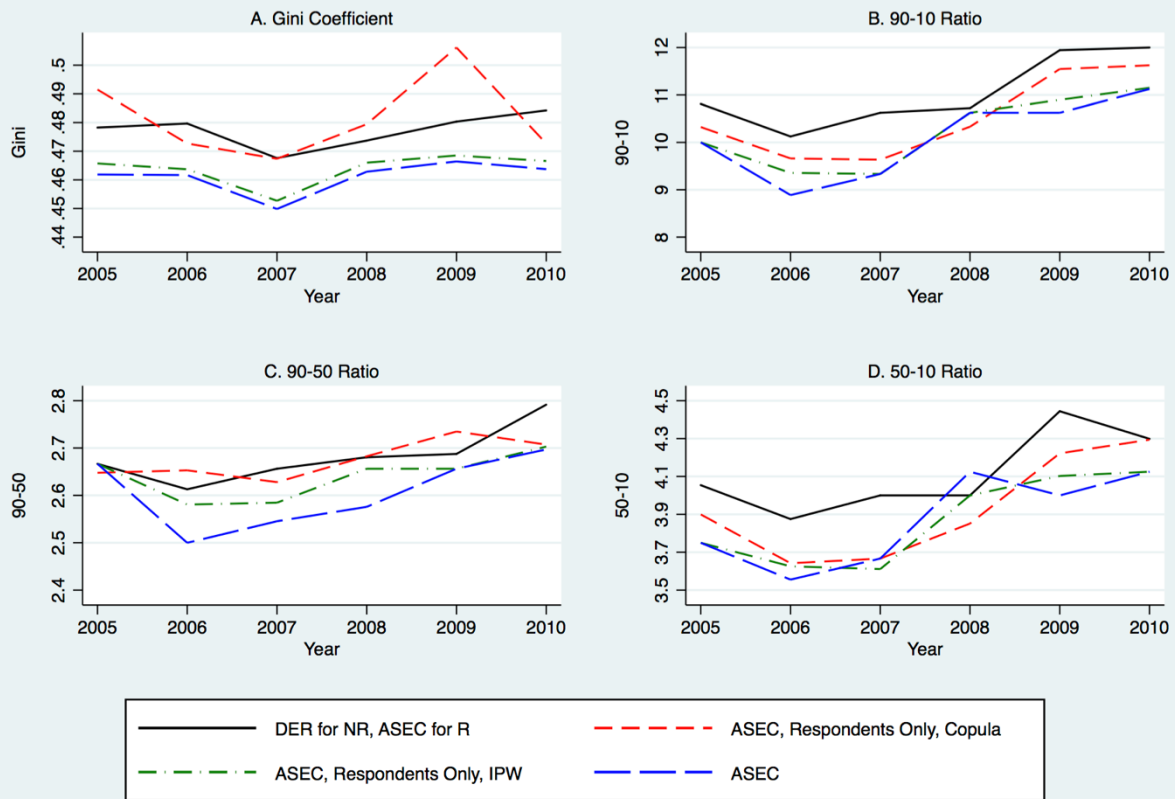 A. Gini Coefficient
Gini
.44 .45 .46 .47 .48 .49 .5
2005 2006 2007 2008 2009 2010
Year
B. 90-10 Ratio
90-10
8 9 10 11 12
2005 2006 2007 2008 2009 2010
Year
C. 90-50 Ratio
90-50
2.4 2.5 2.6 2.7 2.8
2005 2006 2007 2008 2009 2010
Year
D. 50-10 Ratio
50-10
3.5 3.7 3.9 4.1 4.3 4.5
2005 2006 2007 2008 2009 2010
Year
DER for NR, ASEC for R
ASEC, Respondents Only, Copula
ASEC, Respondents Only, IPW
ASEC